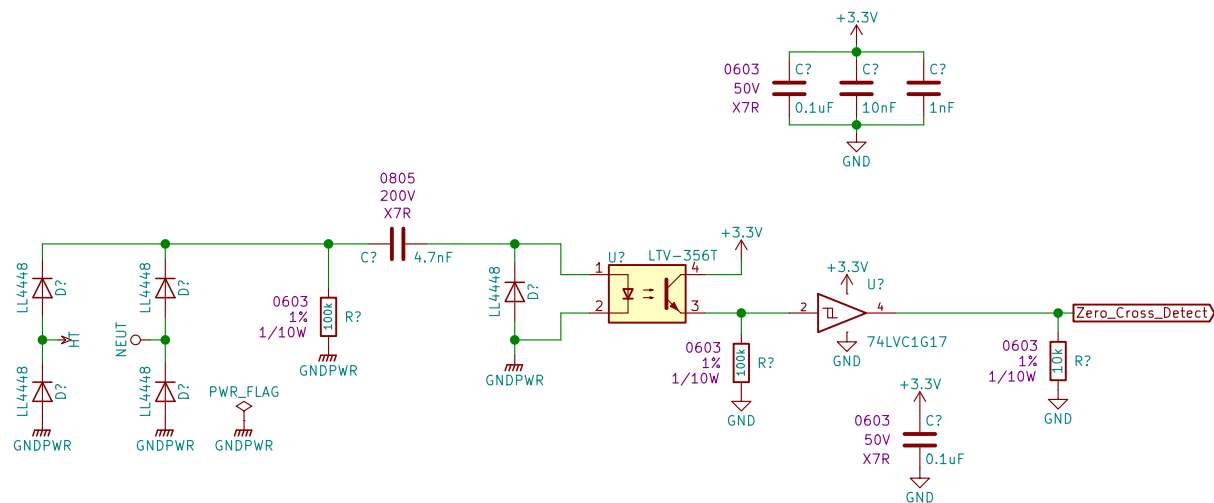 +3.3V
0603
50V
X7R
C?
0.1uF
C?
10nF
C?
1nF
GND
0805
200V
X7R
C?
4.7nF
LL4448
D?
LL4448
D?
HT
NEUT
LL4448
D?
LL4448
D?
GNDPWR
GNDPWR
PWR_FLAG
GNDPWR
0603
1%
1/10W
100k
R?
GNDPWR
LL4448
D?
GNDPWR
U?
LTV-356T
1
2
4
3
+3.3V
0603
1%
1/10W
100k
R?
GND
+3.3V
U?
2
4
GND
74LVC1G17
Zero_Cross_Detect
0603
1%
1/10W
10k
R?
GND
+3.3V
0603
50V
X7R
C?
0.1uF
GND